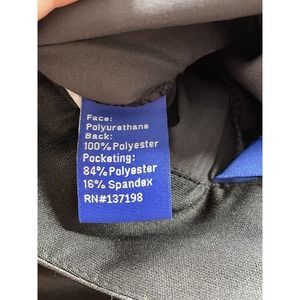 Face:
Polyurethane
Back:
100% Polyester
Pocketing:
84% Polyester
16% Spandex
RN#137198